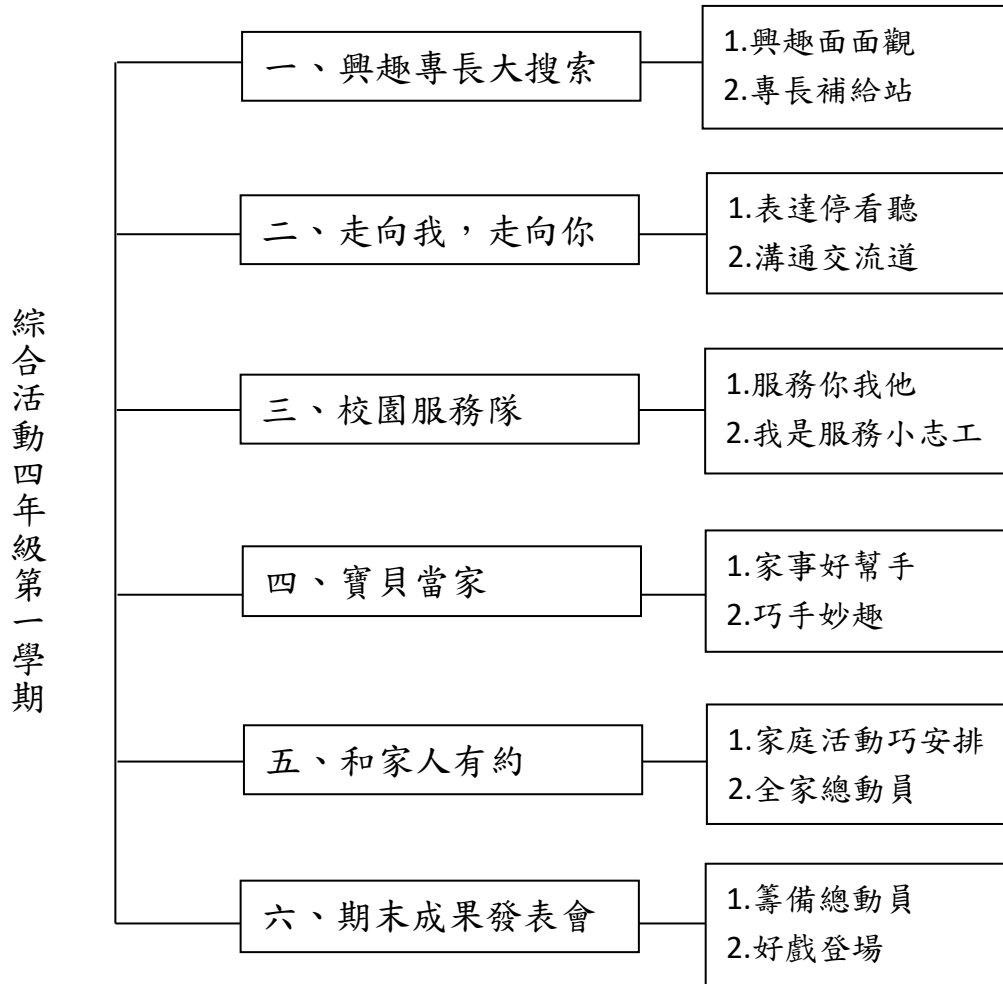 綜合活動四年級第一學期
一、興趣專長大搜索
1.興趣面面觀
2.專長補給站
二、走向我，走向你
1.表達停看聽
2.溝通交流道
三、校園服務隊
1.服務你我他
2.我是服務小志工
四、寶貝當家
1.家事好幫手
2.巧手妙趣
五、和家人有約
1.家庭活動巧安排
2.全家總動員
六、期末成果發表會
1.籌備總動員
2.好戲登場